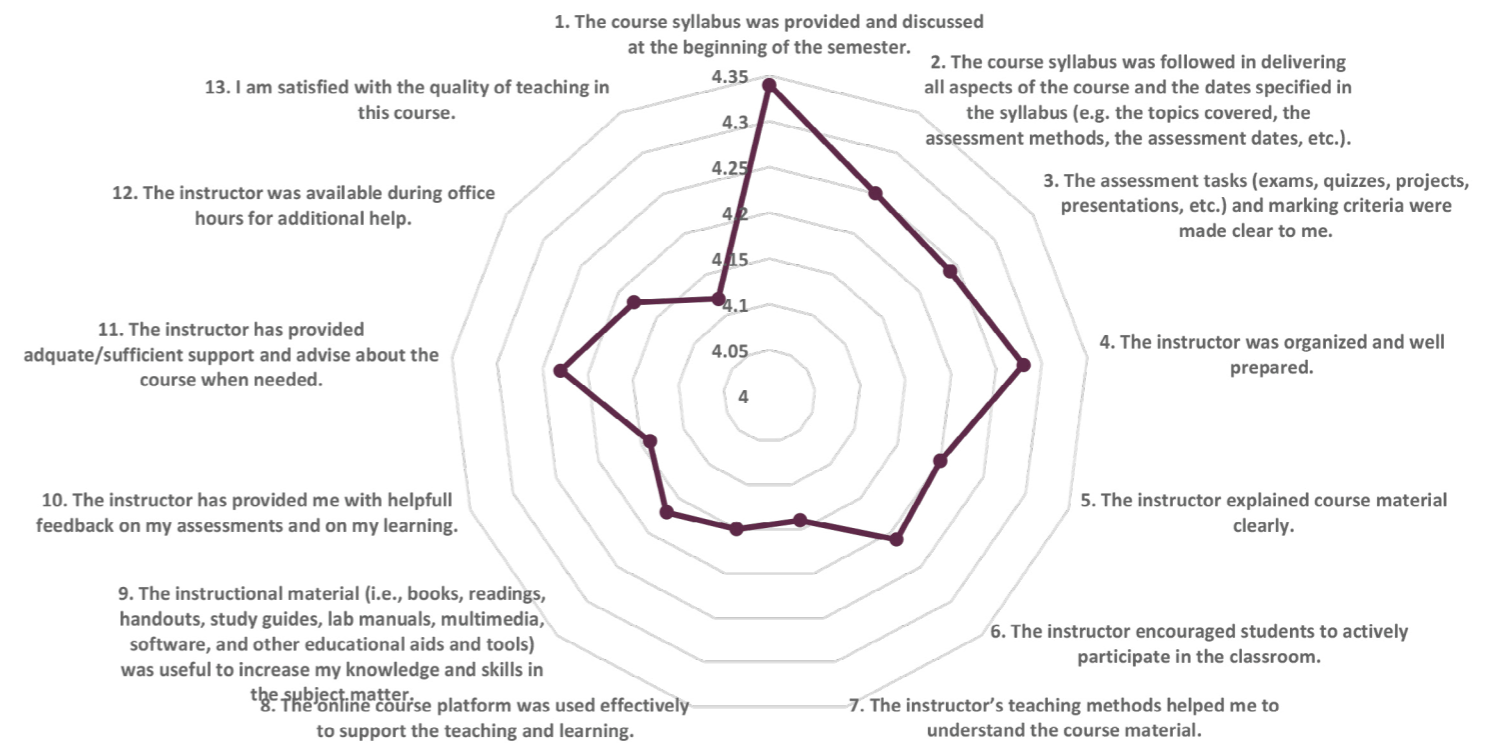 1. The course syllabus was provided and discussed
at the beginning of the semester.
2. The course syllabus was followed in delivering
all aspects of the course and the dates specified in
the syllabus (e.g. the topics covered, the
assessment methods, the assessment dates, etc.).
3. The assessment tasks (exams, quizzes, projects,
presentations, etc.) and marking criteria were
made clear to me.
4. The instructor was organized and well
prepared.
5. The instructor explained course material
clearly.
6. The instructor encouraged students to actively
participate in the classroom.
7. The instructor’s teaching methods helped me to
understand the course material.
8. The online course platform was used effectively
to support the teaching and learning.
9. The instructional material (i.e., books, readings,
handouts, study guides, lab manuals, multimedia,
software, and other educational aids and tools)
was useful to increase my knowledge and skills in
the subject matter.
10. The instructor has provided me with helpfull
feedback on my assessments and on my learning.
11. The instructor has provided
adquate/sufficient support and advise about the
course when needed.
12. The instructor was available during office
hours for additional help.
13. I am satisfied with the quality of teaching in
this course.
4.35
4.3
4.25
4.2
4.15
4.1
4.05
4